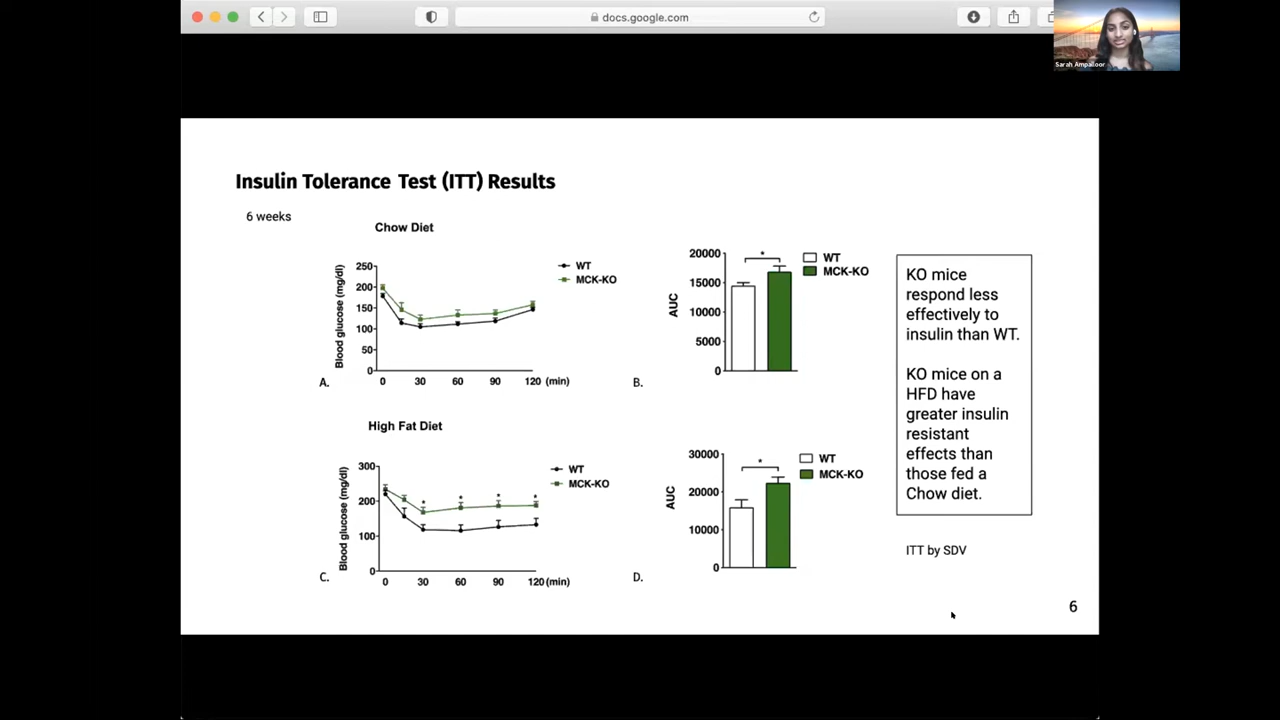 docs.google.com
Sarah Ampalloor
Insulin Tolerance Test (ITT) Results
6 weeks
Chow Diet
Blood glucose (mg/dl)
250
200
150
100
50
0
0 30 60 90 120 (min)
WT
MCK-KO
A.
AUC
20000
15000
10000
5000
0
*
WT
MCK-KO
B.
High Fat Diet
Blood glucose (mg/dl)
300
200
100
0
* * * *
0 30 60 90 120 (min)
WT
MCK-KO
C.
AUC
30000
20000
10000
0
*
WT
MCK-KO
D.
KO mice
respond less
effectively to
insulin than WT.
KO mice on a
HFD have
greater insulin
resistant
effects than
those fed a
Chow diet.
ITT by SDV
6